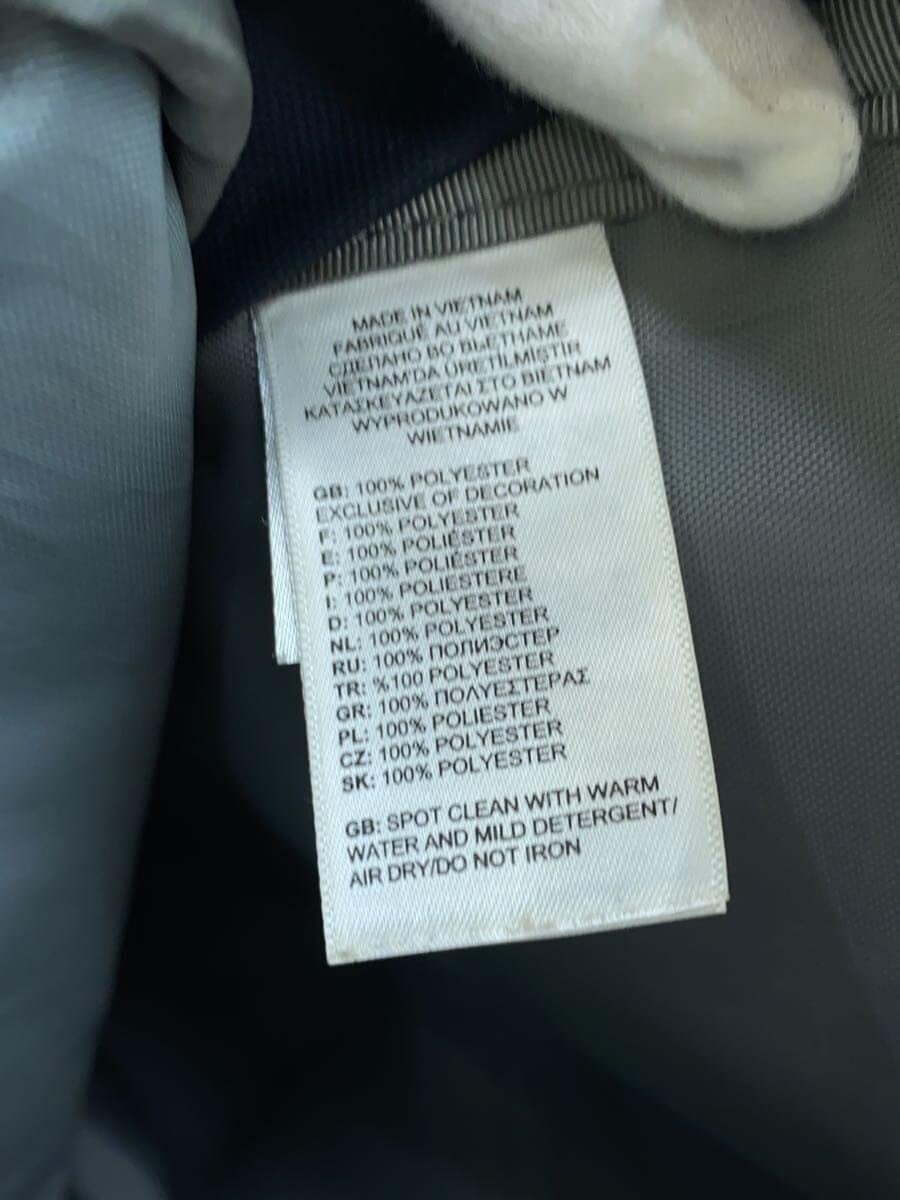 MADE IN VIETNAM
FABRIQUÉ AU VIETNAM
СДЕЛАНО ВО ВЬЕТНАМЕ
VIETNAM'DA ÜRETİLMİŞTİR
ΚΑΤΑΣΚΕΥΑΖΕΤΑΙ ΣΤΟ ΒΙΕΤΝΑΜ
WYPRODUKOWANO W
WIETNAMIE
GB: 100% POLYESTER
EXCLUSIVE OF DECORATION
F: 100% POLYESTER
E: 100% POLIÉSTER
P: 100% POLIÉSTER
I: 100% POLIESTERE
D: 100% POLYESTER
NL: 100% POLYESTER
RU: 100% ПОЛИЭСТЕР
TR: %100 POLYESTER
GR: 100% ΠΟΛΥΕΣΤΕΡΑΣ
PL: 100% POLIESTER
CZ: 100% POLYESTER
SK: 100% POLYESTER
GB: SPOT CLEAN WITH WARM
WATER AND MILD DETERGENT/
AIR DRY/DO NOT IRON